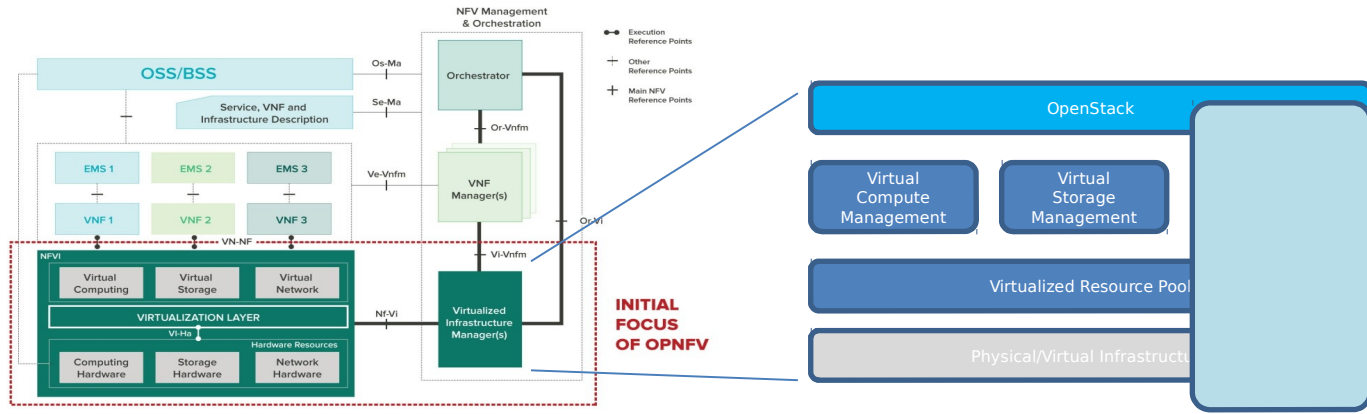 NFV Management
& Orchestration
Execution
Reference Points
Other
Reference Points
Main NFV
Reference Points
OSS/BSS
Os-Ma
Orchestrator
Service, VNF and
Infrastructure Description
Se-Ma
Or-Vnfm
EMS 1
EMS 2
EMS 3
Ve-Vnfm
VNF
Manager(s)
VNF 1
VNF 2
VNF 3
Or-Vi
VN-NF
Vi-Vnfm
NFVI
Virtual
Computing
Virtual
Storage
Virtual
Network
VIRTUALIZATION LAYER
Nf-Vi
Virtualized
Infrastructure
Manager(s)
VI-Ha
Hardware Resources
Computing
Hardware
Storage
Hardware
Network
Hardware
INITIAL
FOCUS
OF OPNFV
OpenStack
Virtual
Compute
Management
Virtual
Storage
Management
Virtualized Resource Pool
Physical/Virtual